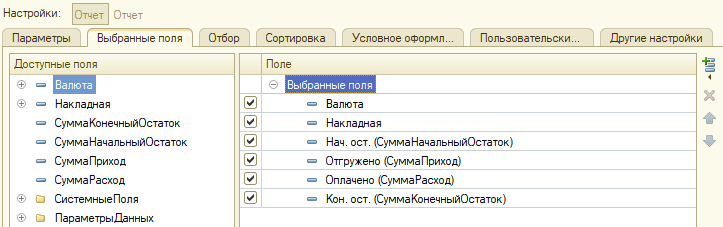 Настройки: Отчет Отчет
Параметры Выбранные поля Отбор Сортировка Условное оформл... Пользовательски... Другие настройки
Доступные поля
Валюта
Накладная
СуммаКонечныйОстаток
СуммаНачальныйОстаток
СуммаПриход
СуммаРасход
СистемныеПоля
ПараметрыДанных
Поле
Выбранные поля
Валюта
Накладная
Нач. ост. (СуммаНачальныйОстаток)
Отгружено (СуммаПриход)
Оплачено (СуммаРасход)
Кон. ост. (СуммаКонечныйОстаток)